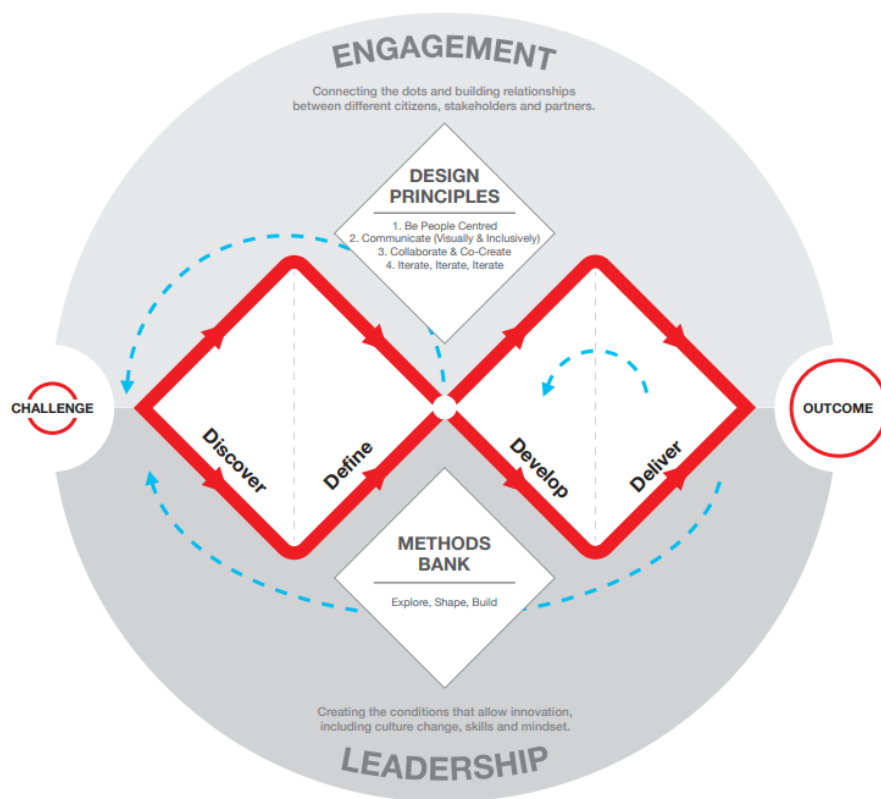 ENGAGEMENT
Connecting the dots and building relationships
between different citizens, stakeholders and partners.
DESIGN
PRINCIPLES
1. Be People Centred
2. Communicate (Visually & Inclusively)
3. Collaborate & Co-Create
4. Iterate, Iterate, Iterate
CHALLENGE
Discover
Define
Develop
Deliver
OUTCOME
METHODS
BANK
Explore, Shape, Build
Creating the conditions that allow innovation,
including culture change, skills and mindset.
LEADERSHIP